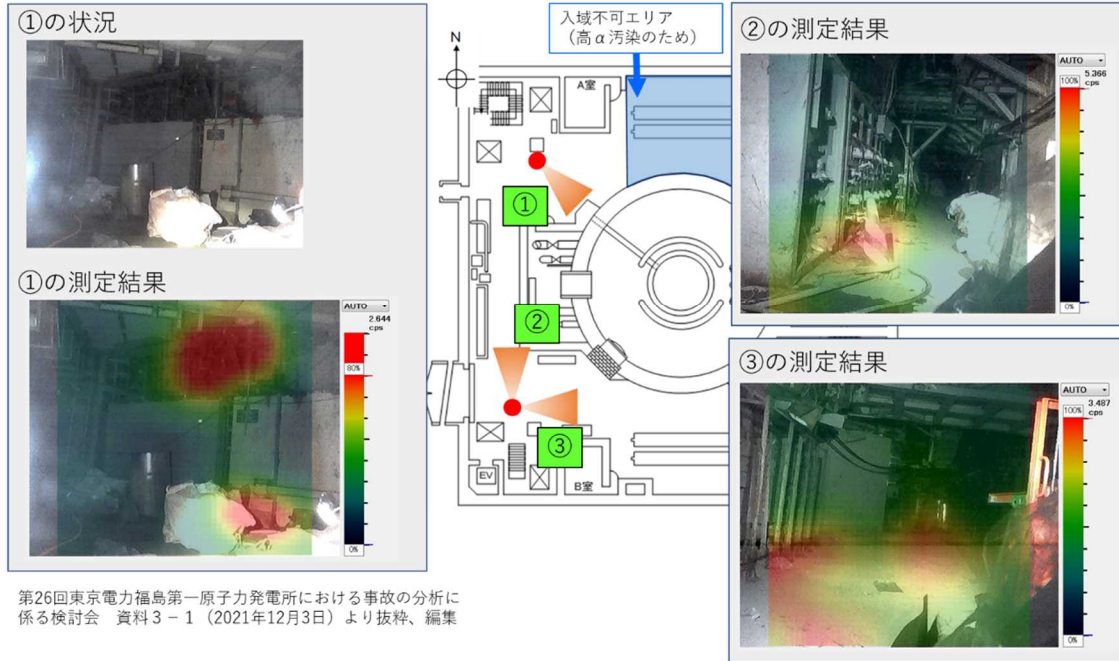 ①の状況
①の測定結果
AUTO
2.644
cps
80%
0%
N
入域不可エリア
（高α汚染のため）
A室
①
②
③
EV
B室
②の測定結果
AUTO
100%
5.366
cps
0%
③の測定結果
AUTO
100%
3.487
cps
0%
第26回東京電力福島第一原子力発電所における事故の分析に
係る検討会　資料３－１（2021年12月3日）より抜粋、編集